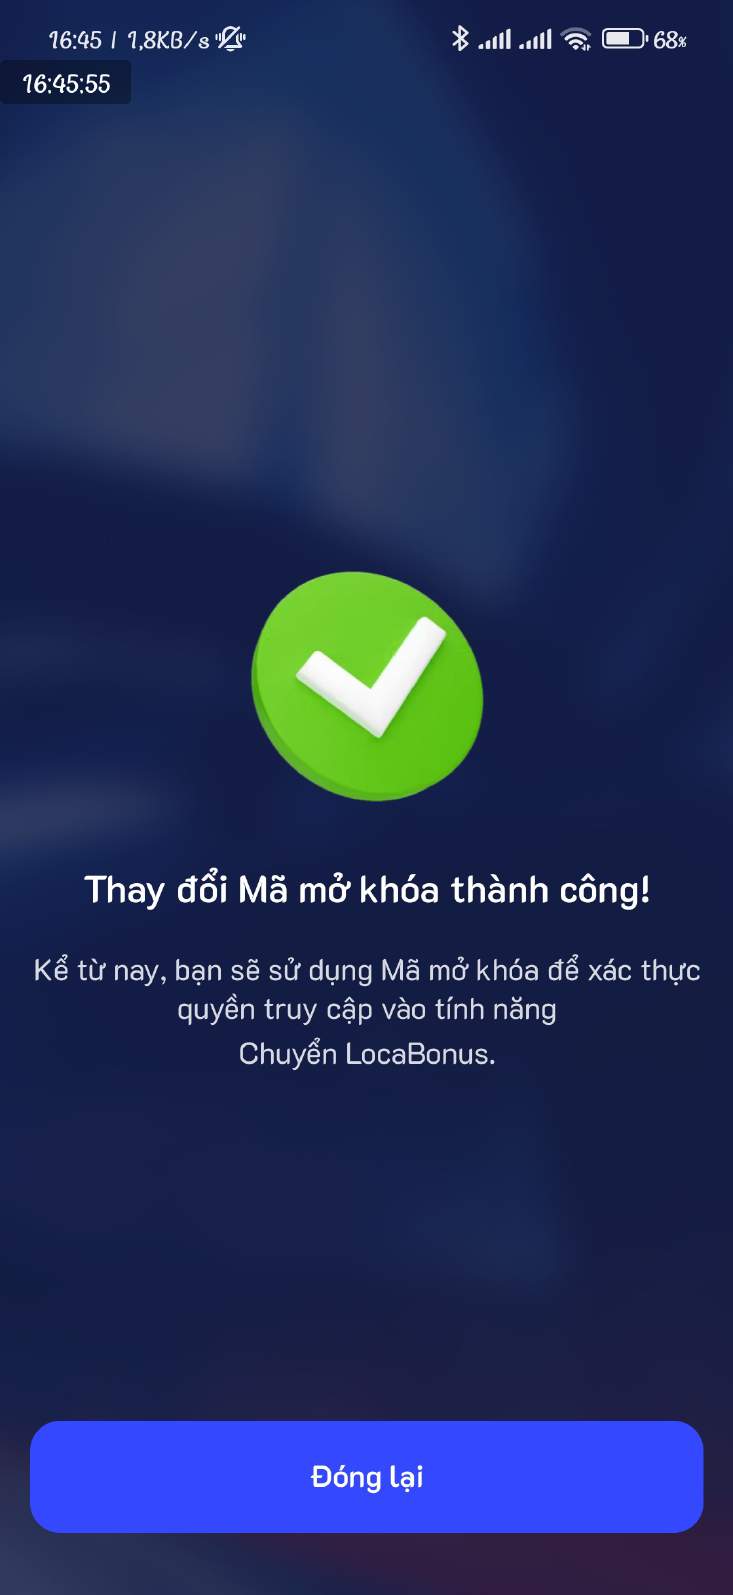 16:45 | 1,8KB/s 68%
16:45:55
Thay đổi Mã mở khóa thành công!
Kể từ nay, bạn sẽ sử dụng Mã mở khóa để xác thực
quyền truy cập vào tính năng
Chuyển LocaBonus.
Đóng lại